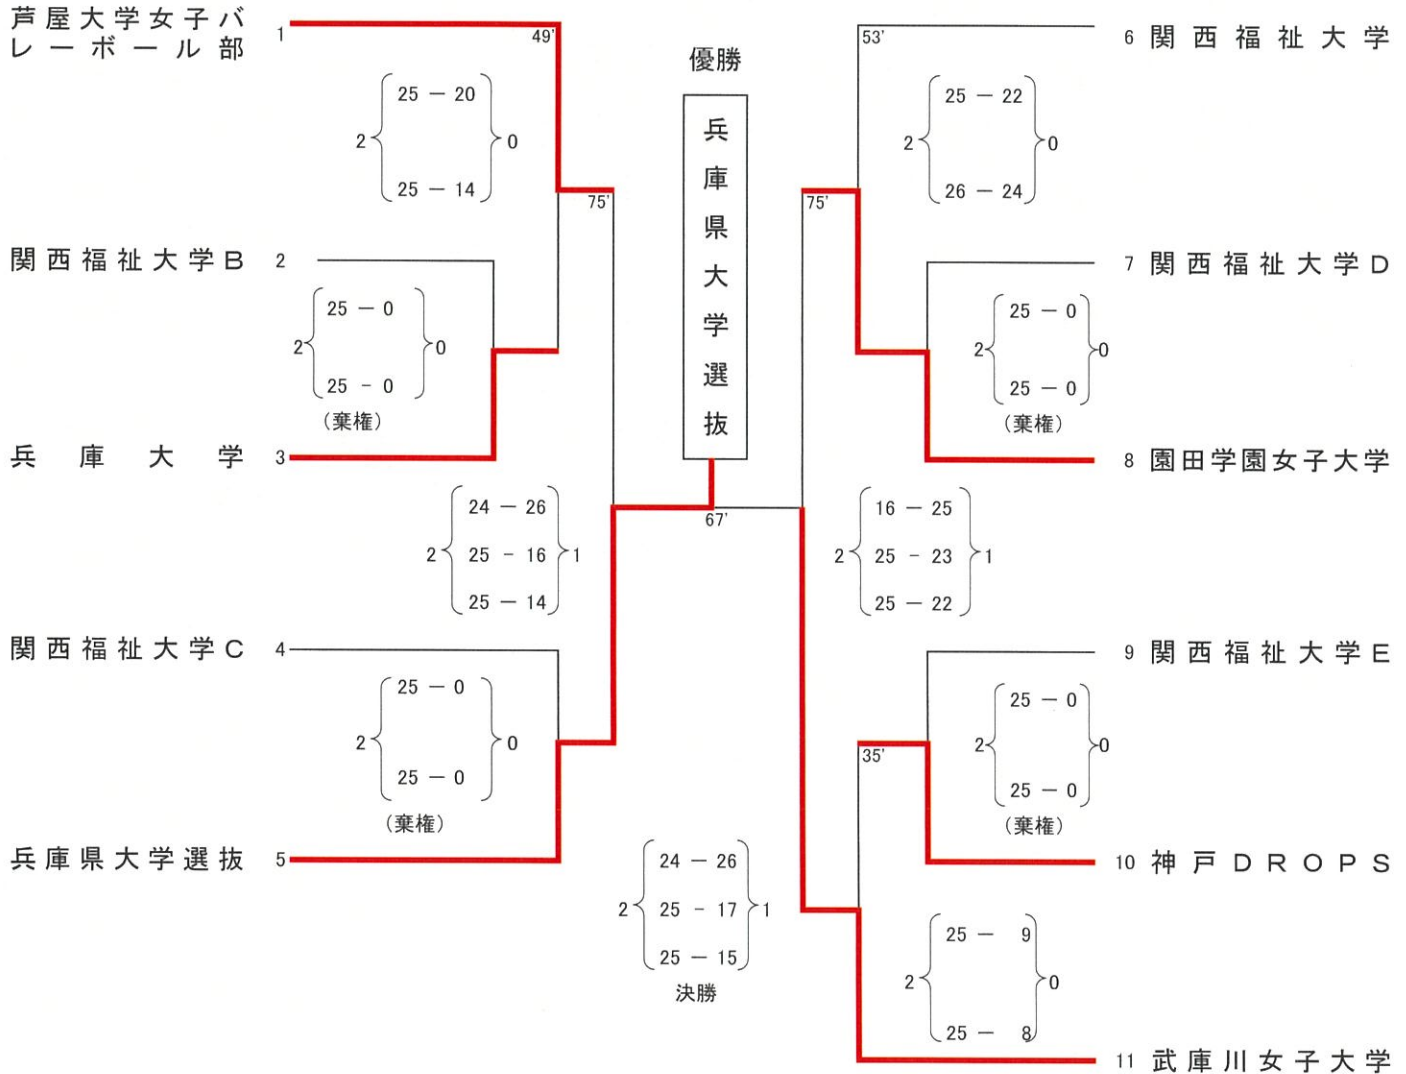 芦屋大学女子バ
レーボール部
1
49'
25 － 20
2
0
25 － 14
75'
関西福祉大学B 2
25 － 0
2
0
25 - 0
(棄権)
兵庫大学 3
24 － 26
2 25 - 16 1
25 － 14
関西福祉大学C 4
25 － 0
2
0
25 － 0
(棄権)
兵庫県大学選抜 5
優勝
兵庫県大学選抜
67'
24 － 26
2 25 - 17 1
25 － 15
決勝
53'
6 関西福祉大学
25 － 22
2
0
26 － 24
75'
7 関西福祉大学D
25 － 0
2
0
25 － 0
(棄権)
8 園田学園女子大学
16 － 25
2 25 - 23 1
25 － 22
9 関西福祉大学E
25 － 0
2
0
25 － 0
(棄権)
35'
10 神戸DROPS
25 － 9
2
0
25 － 8
11 武庫川女子大学